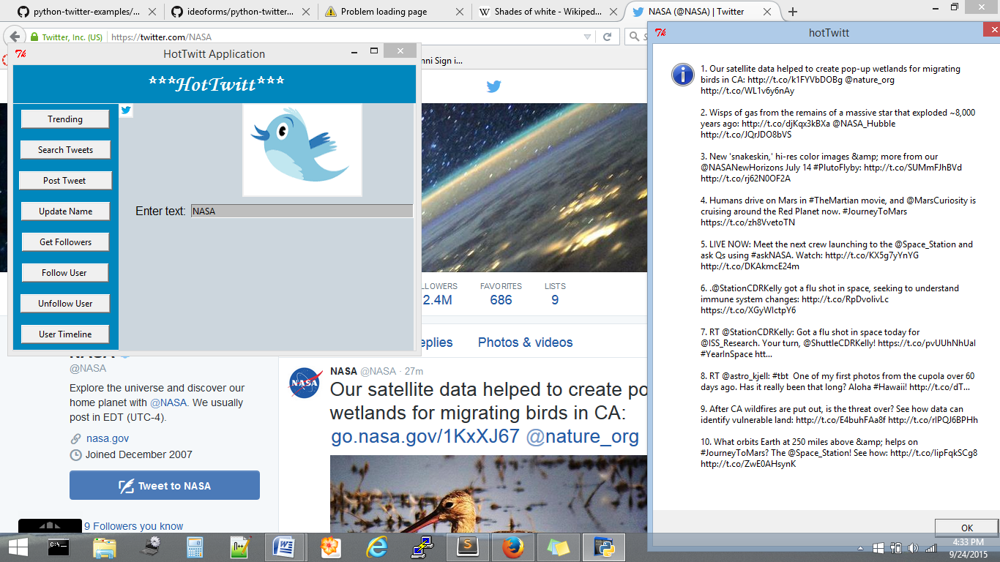 python-twitter-examples/...
ideoforms/python-twitter...
Problem loading page
Shades of white - Wikiped...
NASA (@NASA) | Twitter
Twitter, Inc. (US)
https://twitter.com/NASA
nni Sign i...
HotTwitt Application
***HotTwitt***
Trending
Search Tweets
Post Tweet
Update Name
Get Followers
Follow User
Unfollow User
User Timeline
Enter text: NASA
LLOWERS FAVORITES LISTS
2.4M 686 9
eplies Photos & videos
@NASA
Explore the universe and discover our
home planet with @NASA. We usually
post in EDT (UTC-4).
nasa.gov
Joined December 2007
Tweet to NASA
9 Followers you know
NASA @NASA · 27m
Our satellite data helped to create po
wetlands for migrating birds in CA:
go.nasa.gov/1KxXJ67 @nature_org
hotTwitt
1. Our satellite data helped to create pop-up wetlands for migrating
birds in CA: http://t.co/k1FYVbDOBg @nature_org
http://t.co/WL1v6y6nAy
2. Wisps of gas from the remains of a massive star that exploded ~8,000
years ago: http://t.co/djKqx3kBXa @NASA_Hubble
http://t.co/JQrJDO8bVS
3. New 'snakeskin,' hi-res color images &amp; more from our
@NASANewHorizons July 14 #PlutoFlyby: http://t.co/SUMmFJhBVd
http://t.co/rj62N0OF2A
4. Humans drive on Mars in #TheMartian movie, and @MarsCuriosity is
cruising around the Red Planet now. #JourneyToMars
https://t.co/zh8VvetoTN
5. LIVE NOW: Meet the next crew launching to the @Space_Station and
ask Qs using #askNASA. Watch: http://t.co/KX5g7yYnYG
http://t.co/DKAkmcE24m
6. .@StationCDRKelly got a flu shot in space, seeking to understand
immune system changes: http://t.co/RpDvolivLc
https://t.co/XGyWlctpY6
7. RT @StationCDRKelly: Got a flu shot in space today for
@ISS_Research. Your turn, @ShuttleCDRKelly! https://t.co/pvUUhNhUal
#YearInSpace htt...
8. RT @astro_kjell: #tbt One of my first photos from the cupola over 60
days ago. Has it really been that long? Aloha #Hawaii! http://t.co/dT...
9. After CA wildfires are put out, is the threat over? See how data can
identify vulnerable land: http://t.co/E4buhFAa8f http://t.co/rlPQJ6BPHh
10. What orbits Earth at 250 miles above &amp; helps on
#JourneyToMars? The @Space_Station! See how: http://t.co/lipFqkSCg8
http://t.co/ZwE0AHsynK
OK
4:33 PM
9/24/2015